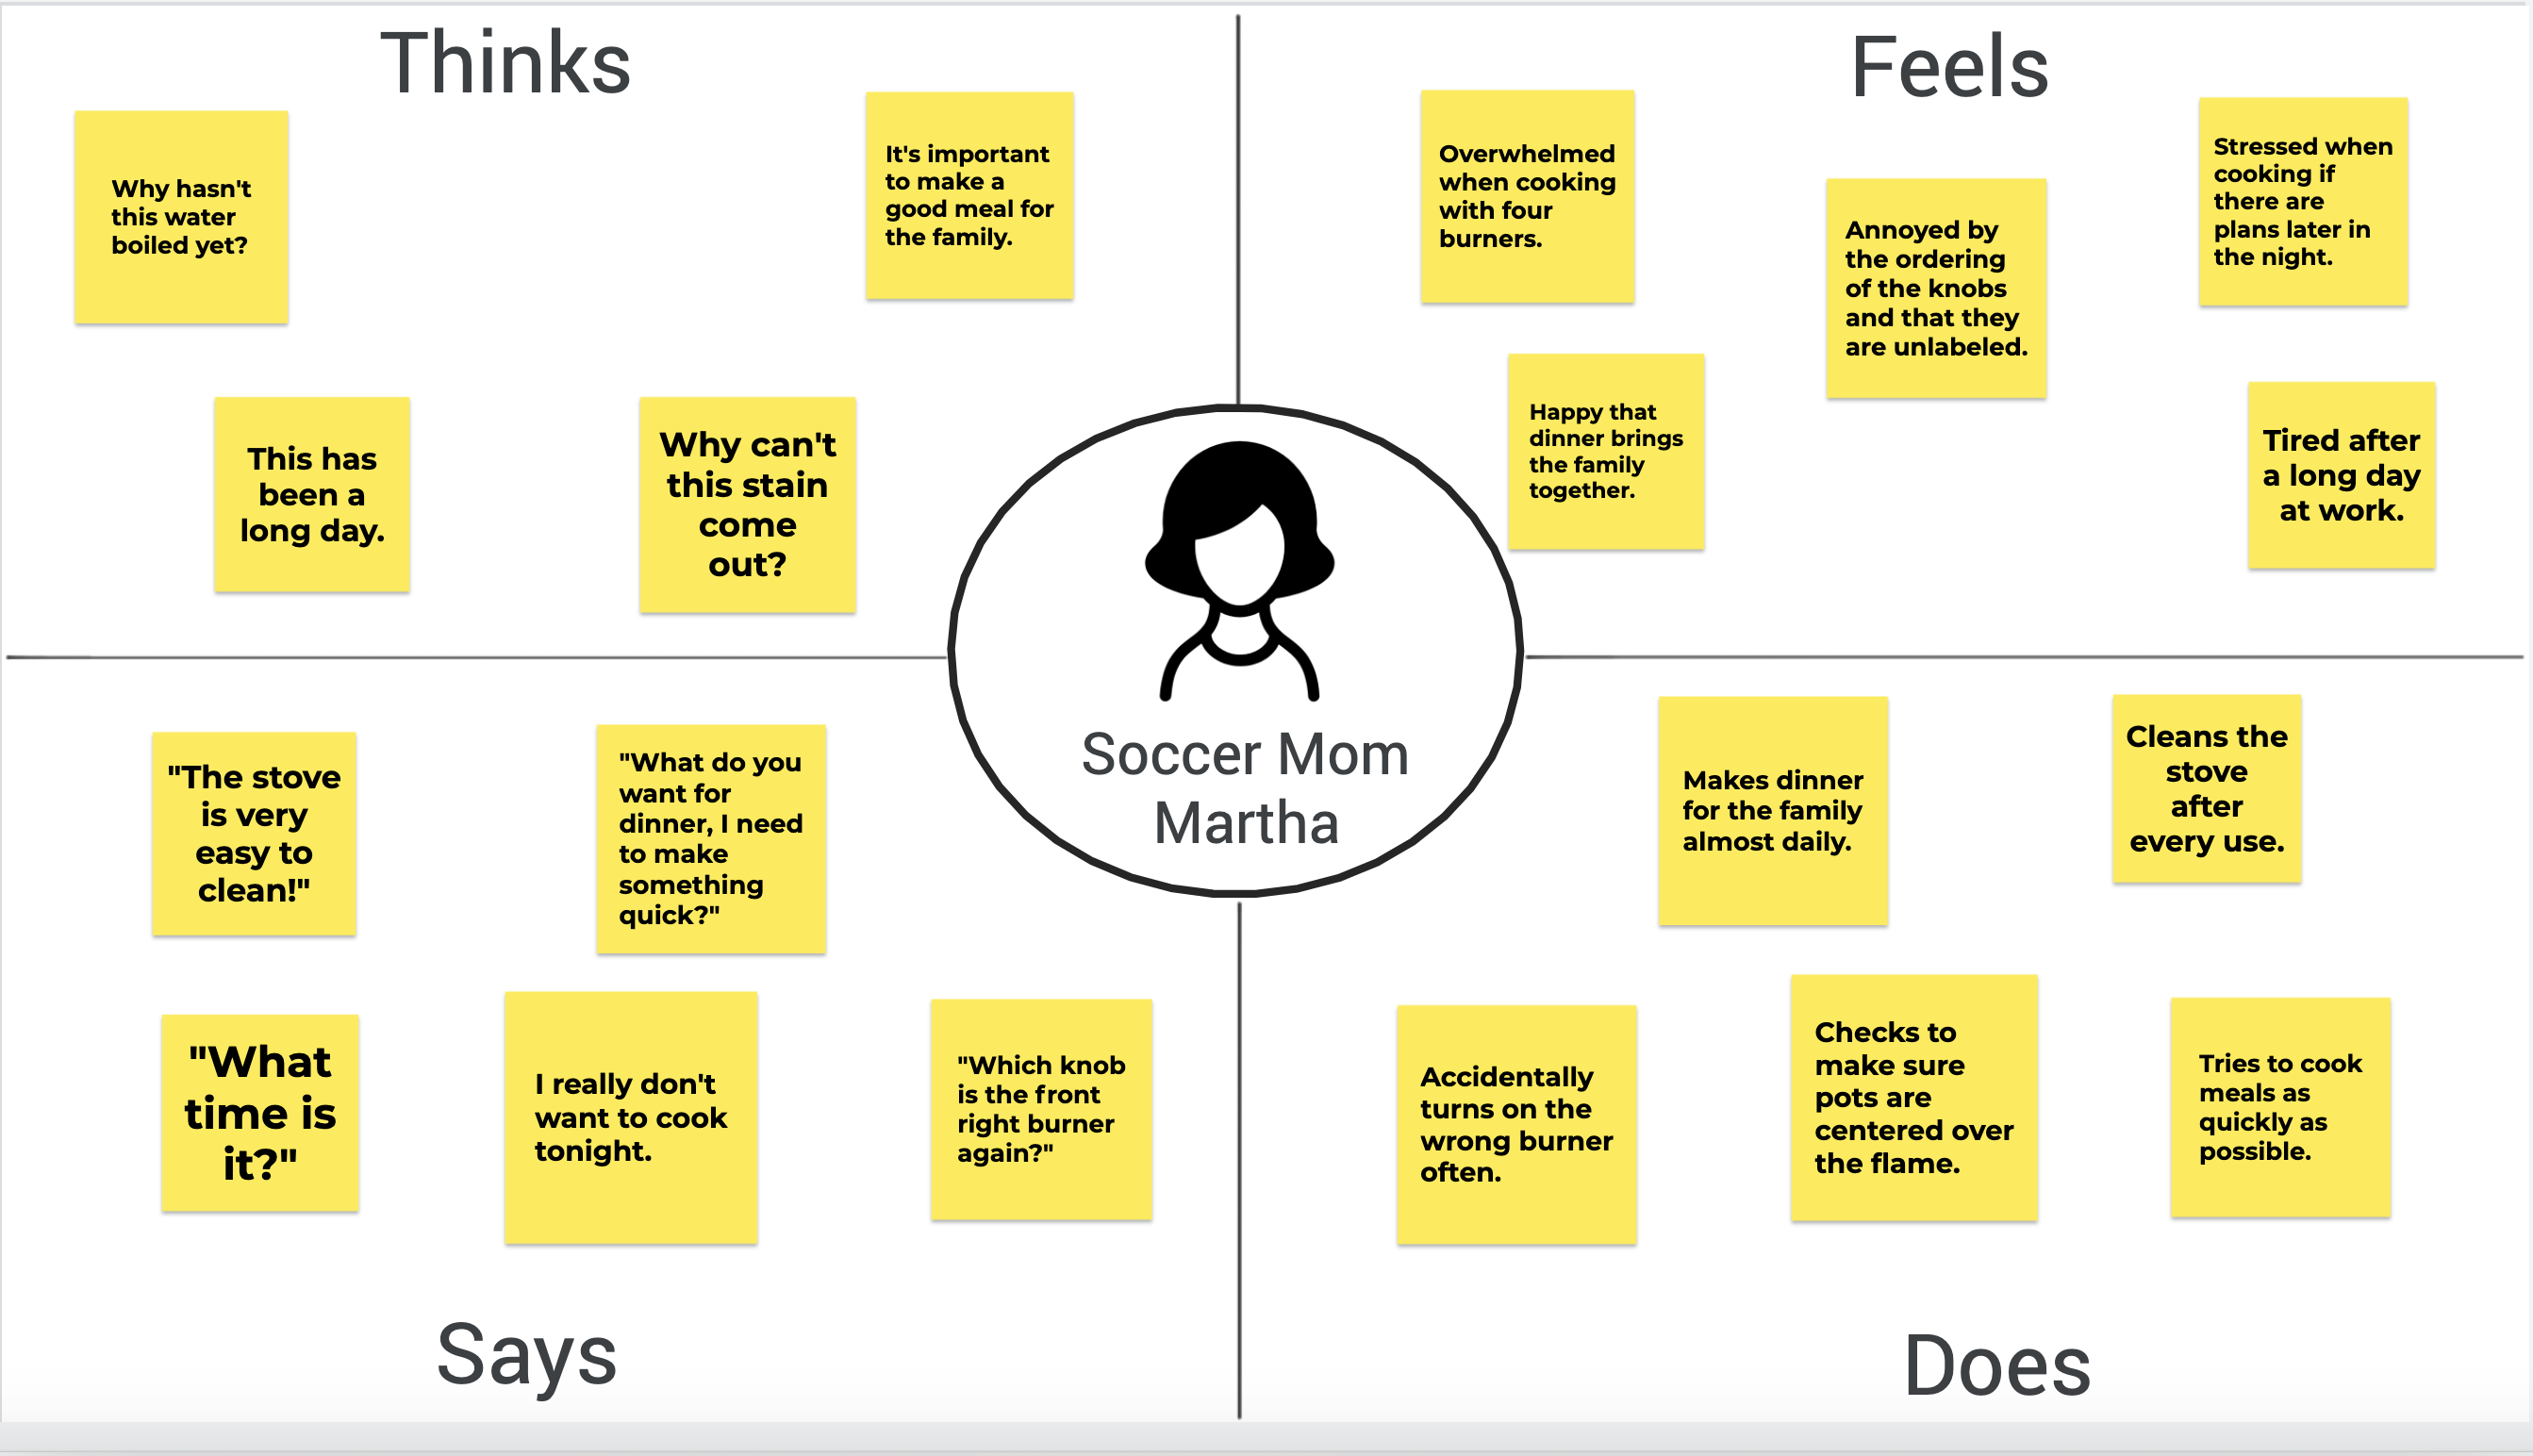 Thinks
Why hasn't
this water
boiled yet?
It's important
to make a
good meal for
the family.
This has
been a
long day.
Why can't
this stain
come
out?
Feels
Overwhelmed
when cooking
with four
burners.
Annoyed by
the ordering
of the knobs
and that they
are unlabeled.
Stressed when
cooking if
there are
plans later in
the night.
Happy that
dinner brings
the family
together.
Tired after
a long day
at work.
Soccer Mom
Martha
"The stove
is very
easy to
clean!"
"What do you
want for
dinner, I need
to make
something
quick?"
"What
time is
it?"
I really don't
want to cook
tonight.
"Which knob
is the front
right burner
again?"
Says
Makes dinner
for the family
almost daily.
Cleans the
stove
after
every use.
Accidentally
turns on the
wrong burner
often.
Checks to
make sure
pots are
centered over
the flame.
Tries to cook
meals as
quickly as
possible.
Does